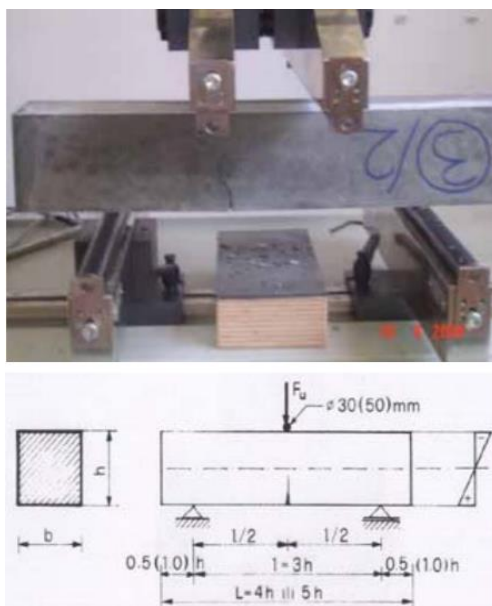 3/2
F_u
ø30(50)mm
h
b
l/2
l/2
0.5(1.0)h
l=3h
0.5(1.0)h
L=4h ili 5h